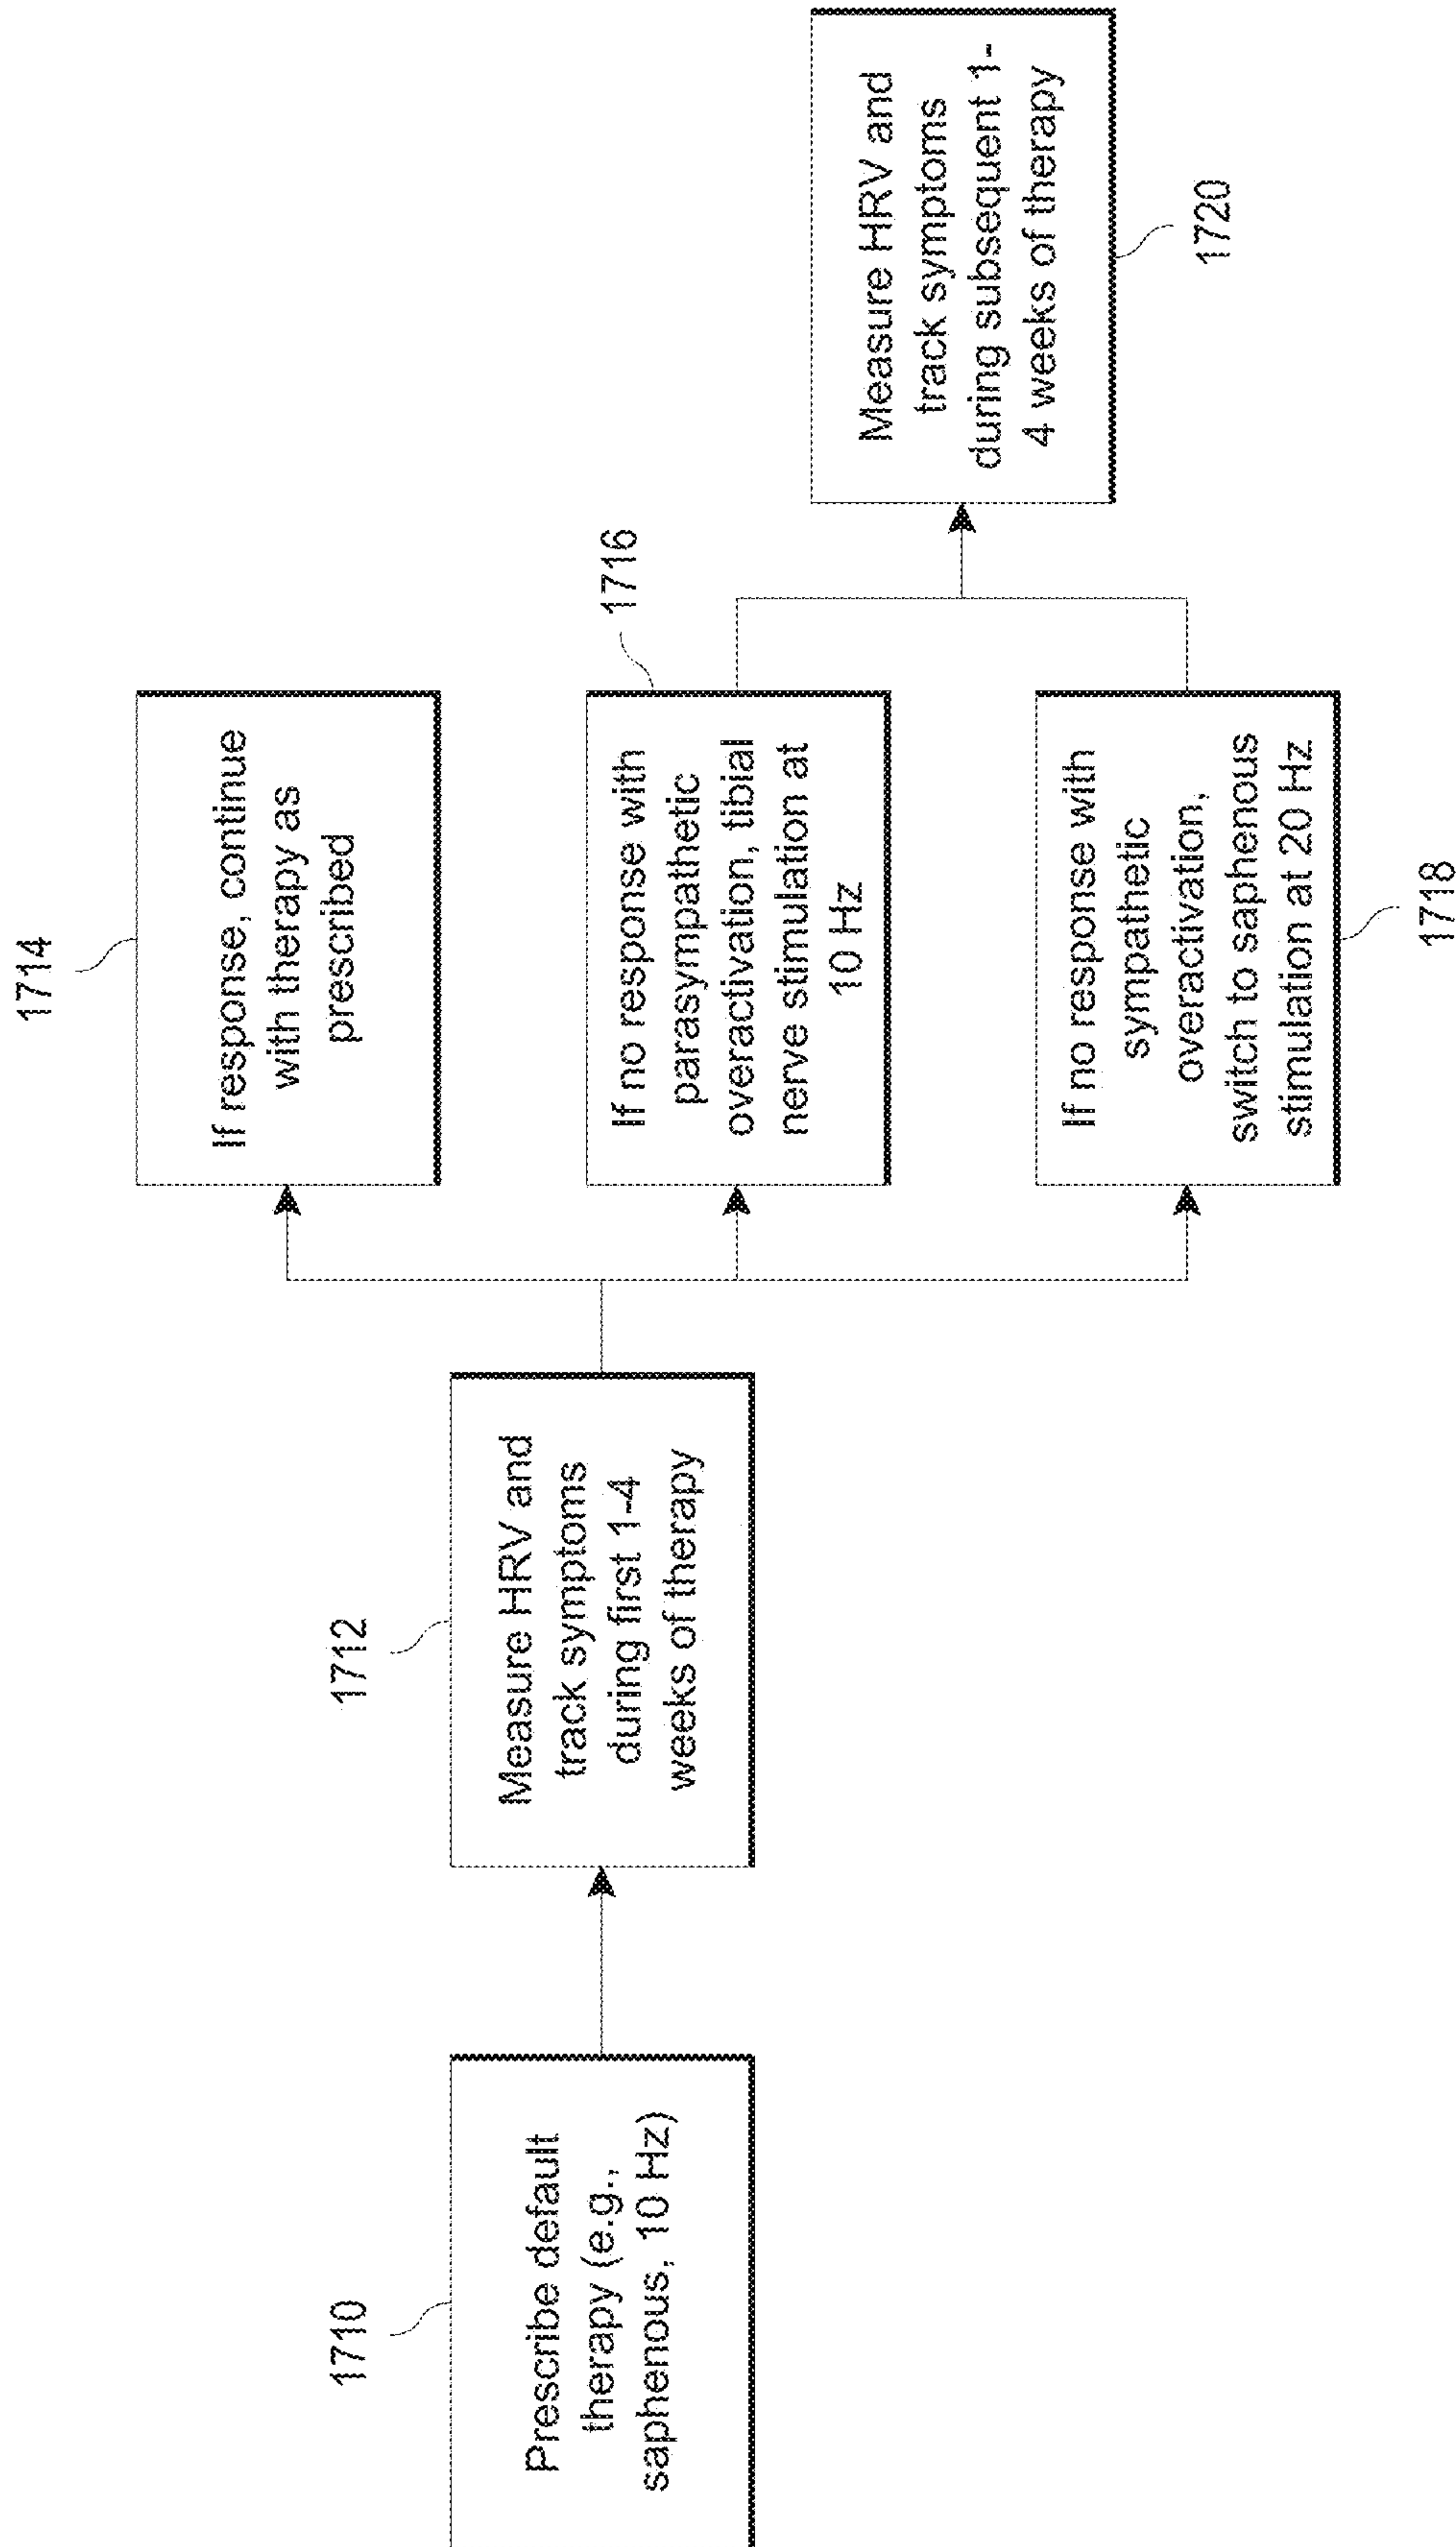 1710
Prescribe default
therapy (e.g.,
saphenous, 10 Hz)
1712
Measure HRV and
track symptoms
during first 1-4
weeks of therapy
1714
If response, continue
with therapy as
prescribed
1716
If no response with
parasympathetic
overactivation, tibial
nerve stimulation at
10 Hz
If no response with
sympathetic
overactivation,
switch to saphenous
stimulation at 20 Hz
1718
Measure HRV and
track symptoms
during subsequent 1-
4 weeks of therapy
1720